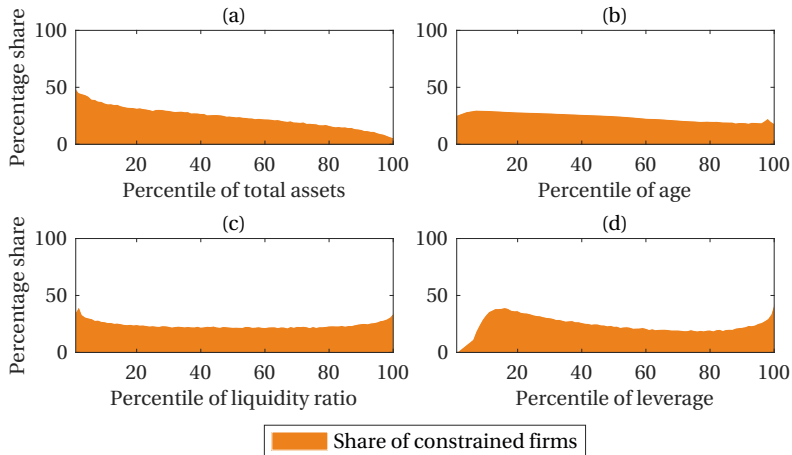 (a)
Percentage share
100
50
0
20 40 60 80 100
Percentile of total assets
(b)
100
50
0
20 40 60 80 100
Percentile of age
(c)
Percentage share
100
50
0
20 40 60 80 100
Percentile of liquidity ratio
(d)
100
50
0
20 40 60 80 100
Percentile of leverage
Share of constrained firms